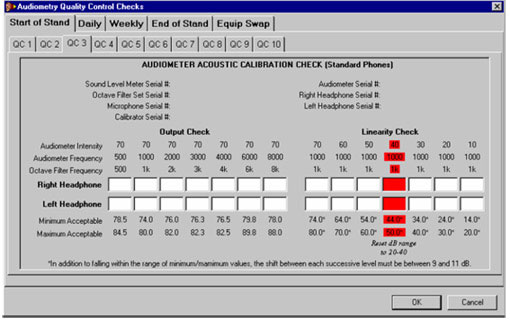 Audiometry Quality Control Checks
Start of Stand Daily Weekly End of Stand Equip Swap
QC 1 QC 2 QC 3 QC 4 QC 5 QC 6 QC 7 QC 8 QC 9 QC 10
AUDIOMETER ACOUSTIC CALIBRATION CHECK (Standard Phones)
Sound Level Meter Serial #: Audiometer Serial #:
Octave Filter Set Serial #: Right Headphone Serial #:
Microphone Serial #: Left Headphone Serial #:
Calibrator Serial #:
Output Check Linearity Check
Audiometer Intensity 70 70 70 70 70 70 70 70 60 50 40 30 20 10
Audiometer Frequency 500 1000 2000 3000 4000 6000 8000 1000 1000 1000 1000 1000 1000 1000
Octave Filter Frequency 500 1k 2k 3k 4k 6k 8k 1k 1k 1k 1k 1k 1k 1k
Right Headphone
Left Headphone
Minimum Acceptable 78.5 74.0 76.0 76.3 76.5 79.8 78.0 74.0* 64.0* 54.0* 44.0* 34.0* 24.0* 14.0*
Maximum Acceptable 84.5 80.0 82.0 82.3 82.5 89.8 88.0 80.0* 70.0* 60.0* 50.0* 40.0* 30.0* 20.0*
Reset dB range
to 20-40
*In addition to falling within the range of minimum/maximum values, the shift between each successive level must be between 9 and 11 dB.
OK Cancel